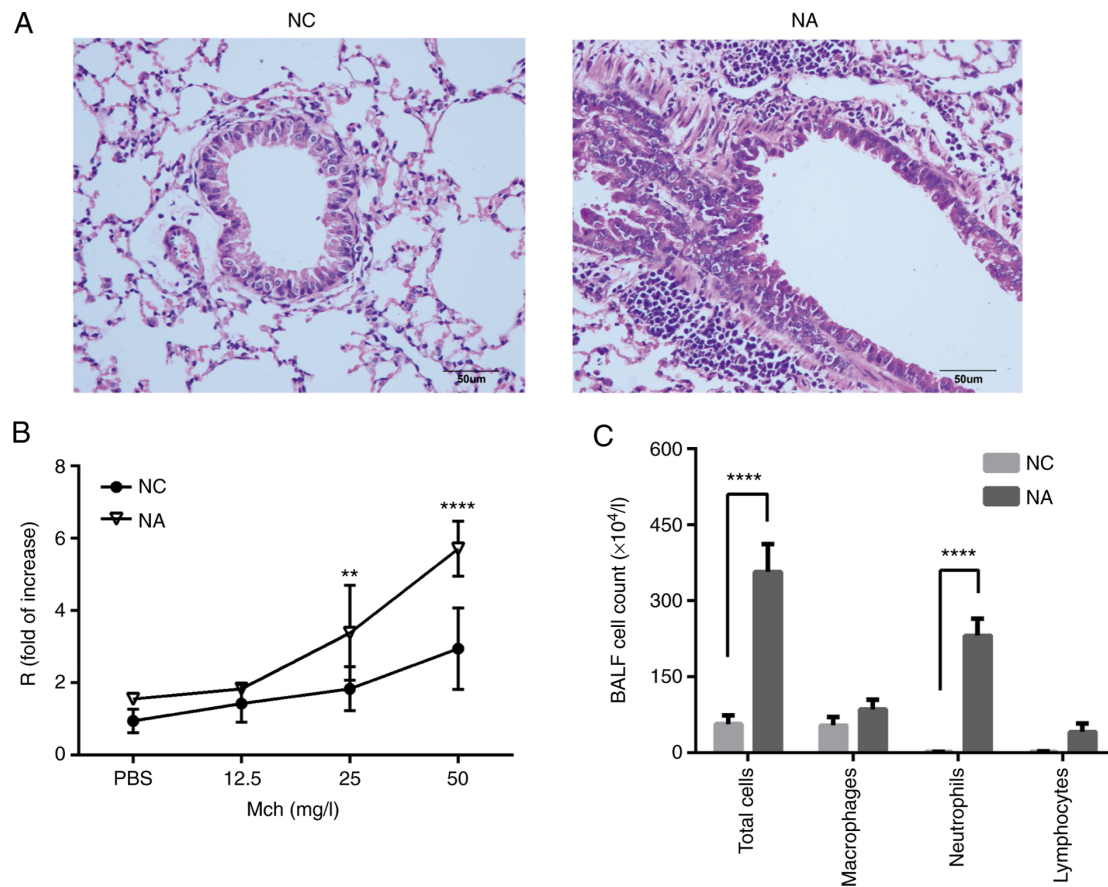 A
NC
NA
50um
50um
B
R (fold of increase)
8
6
4
2
0
NC
NA
**
****
PBS
12.5
25
50
Mch (mg/l)
C
BALF cell count (×10⁴/l)
600
450
300
150
0
NC
NA
****
****
Total cells
Macrophages
Neutrophils
Lymphocytes